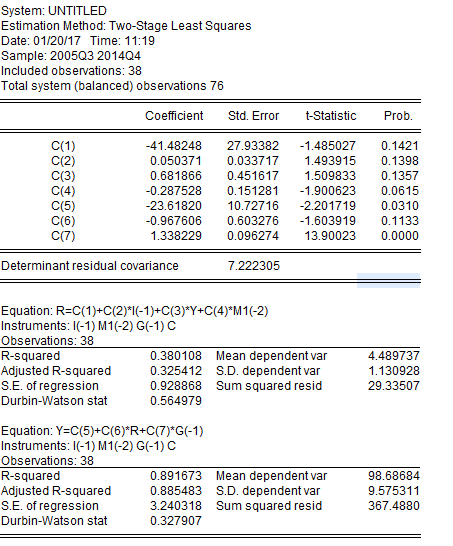 System: UNTITLED
Estimation Method: Two-Stage Least Squares
Date: 01/20/17 Time: 11:19
Sample: 2005Q3 2014Q4
Included observations: 38
Total system (balanced) observations 76
Coefficient Std. Error t-Statistic Prob.
C(1) -41.48248 27.93382 -1.485027 0.1421
C(2) 0.050371 0.033717 1.493915 0.1398
C(3) 0.681866 0.451617 1.509833 0.1357
C(4) -0.287528 0.151281 -1.900623 0.0615
C(5) -23.61820 10.72716 -2.201719 0.0310
C(6) -0.967606 0.603276 -1.603919 0.1133
C(7) 1.338229 0.096274 13.90023 0.0000
Determinant residual covariance 7.222305
Equation: R=C(1)+C(2)*I(-1)+C(3)*Y+C(4)*M1(-2)
Instruments: I(-1) M1(-2) G(-1) C
Observations: 38
R-squared 0.380108 Mean dependent var 4.489737
Adjusted R-squared 0.325412 S.D. dependent var 1.130928
S.E. of regression 0.928868 Sum squared resid 29.33507
Durbin-Watson stat 0.564979
Equation: Y=C(5)+C(6)*R+C(7)*G(-1)
Instruments: I(-1) M1(-2) G(-1) C
Observations: 38
R-squared 0.891673 Mean dependent var 98.68684
Adjusted R-squared 0.885483 S.D. dependent var 9.575311
S.E. of regression 3.240318 Sum squared resid 367.4880
Durbin-Watson stat 0.327907